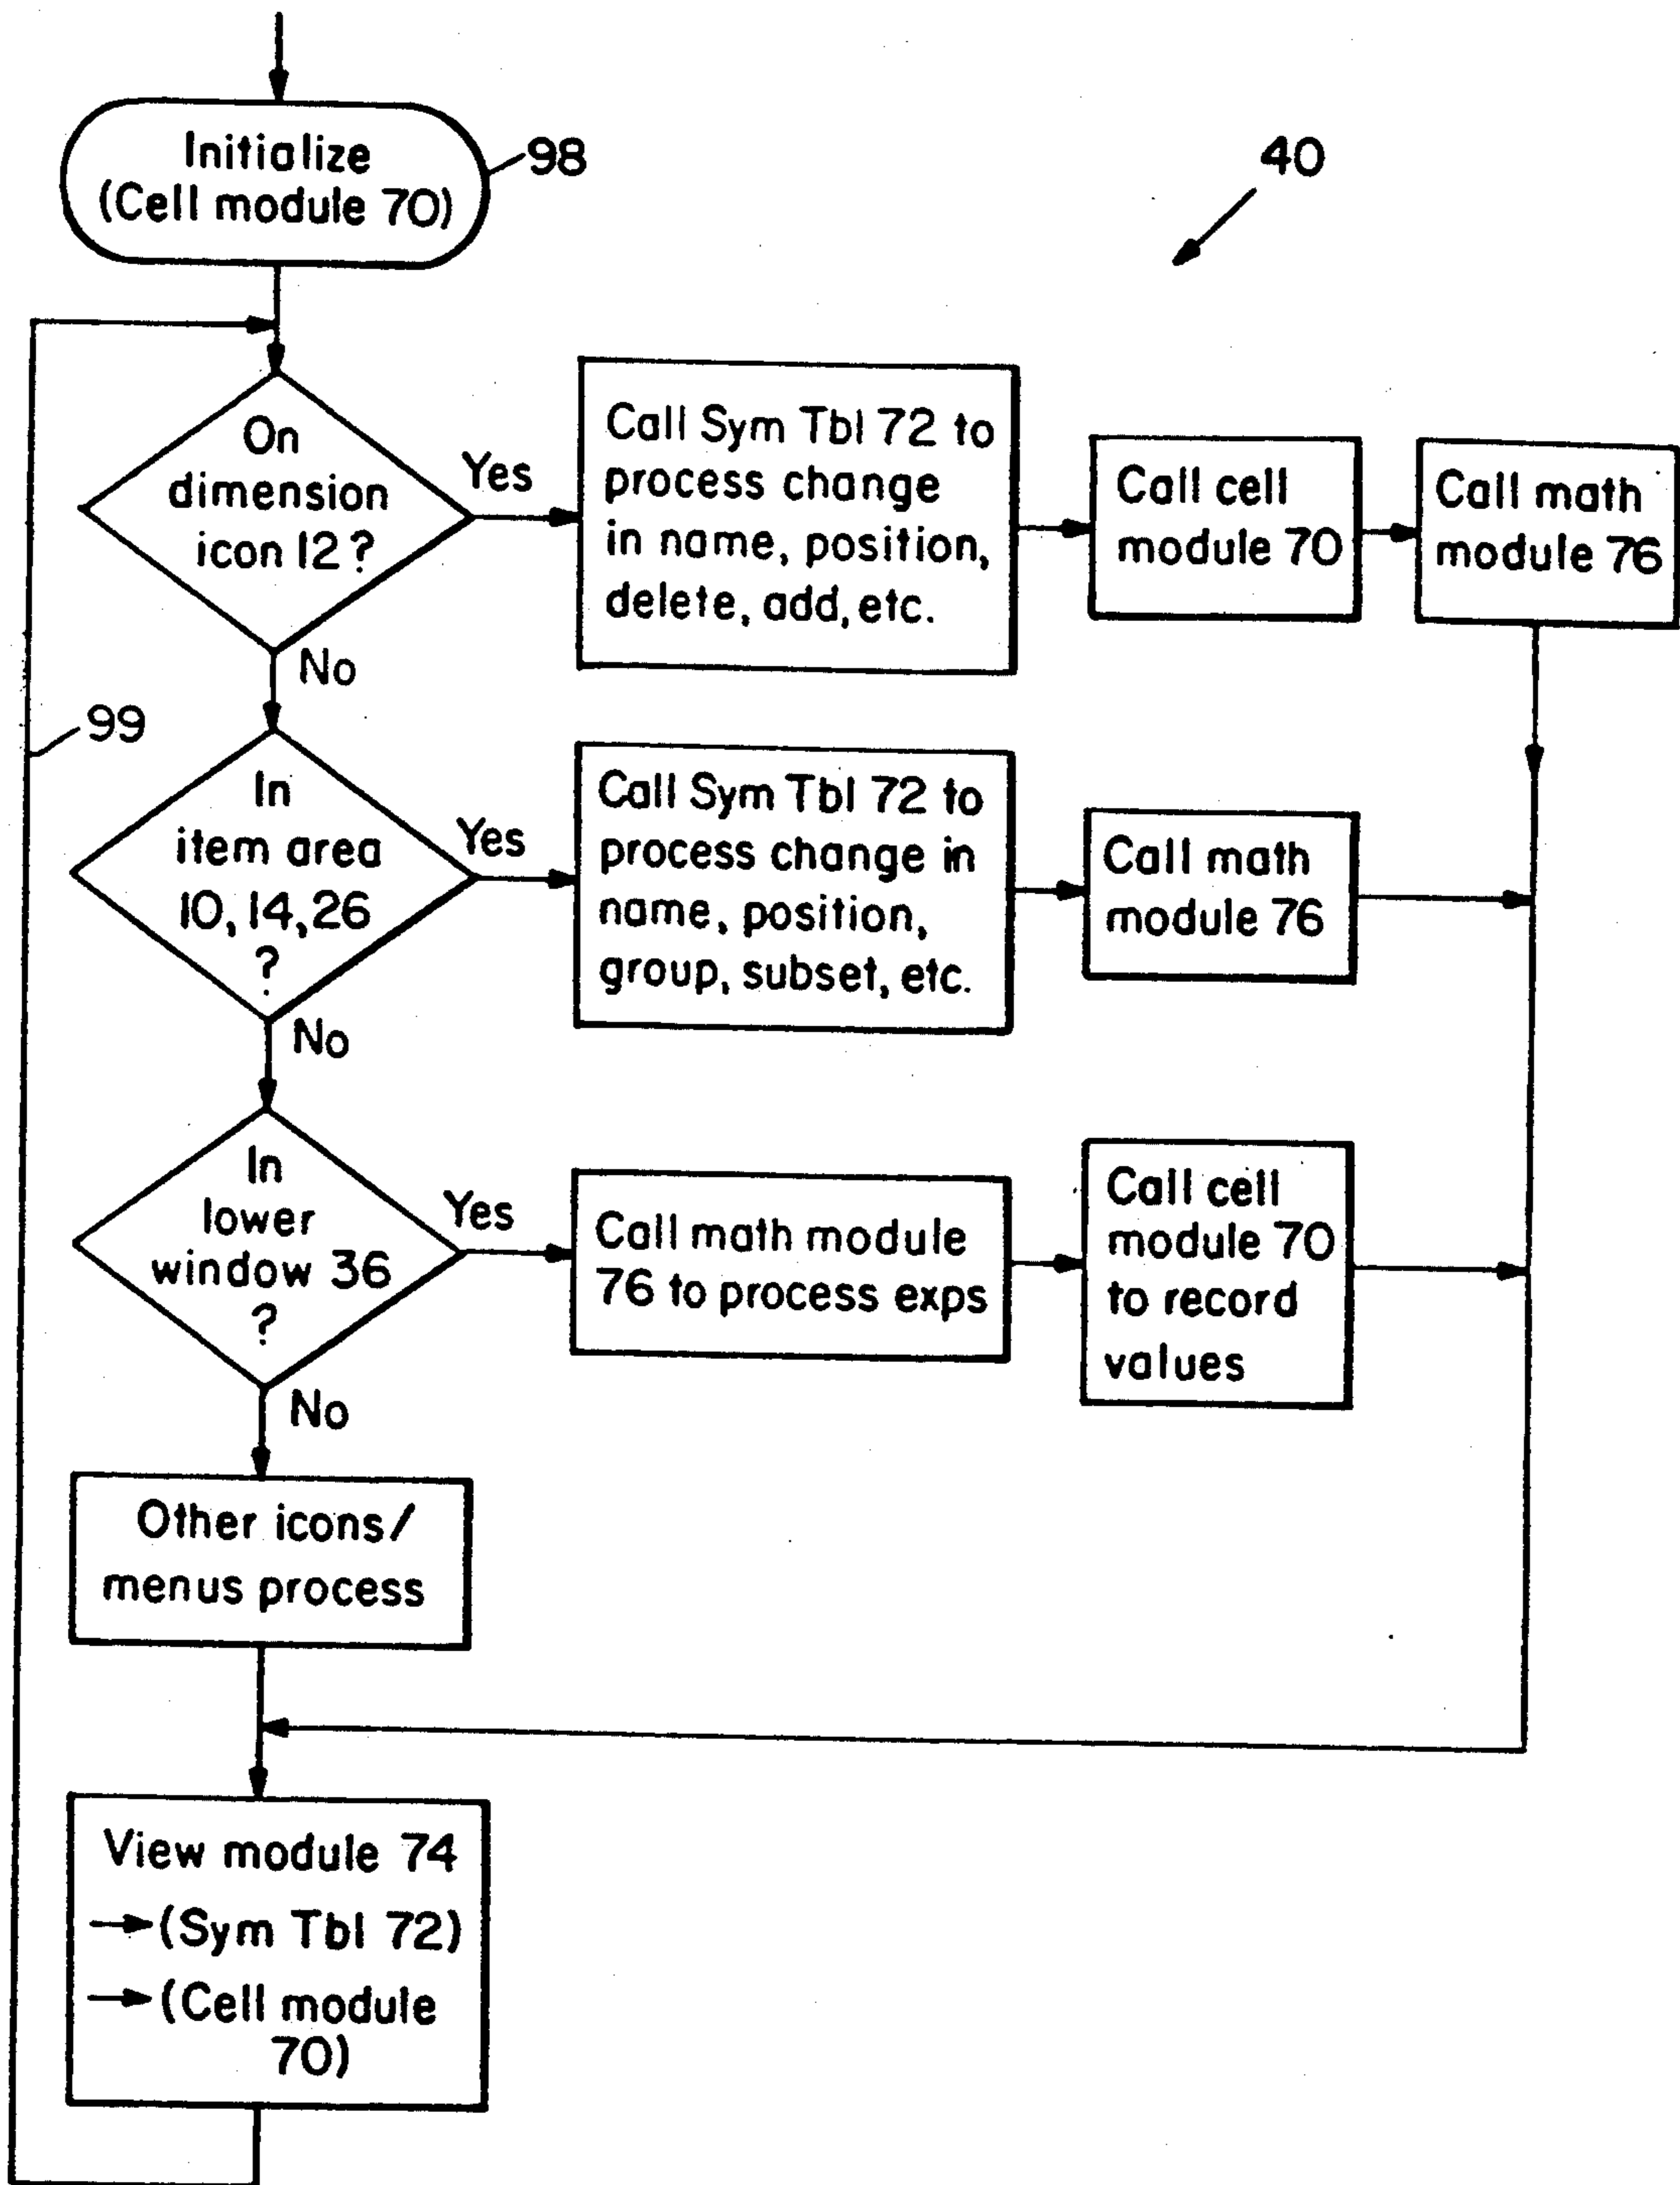 Initialize
(Cell module 70)
98
40
On
dimension
icon 12?
Yes
Call Sym Tbl 72 to
process change
in name, position,
delete, add, etc.
Call cell
module 70
Call math
module 76
No
99
In
item area
10, 14, 26
?
Yes
Call Sym Tbl 72 to
process change in
name, position,
group, subset, etc.
Call math
module 76
No
In
lower
window 36
?
Yes
Call math module
76 to process exps
Call cell
module 70
to record
values
No
Other icons/
menus process
View module 74
→(Sym Tbl 72)
→(Cell module
70)